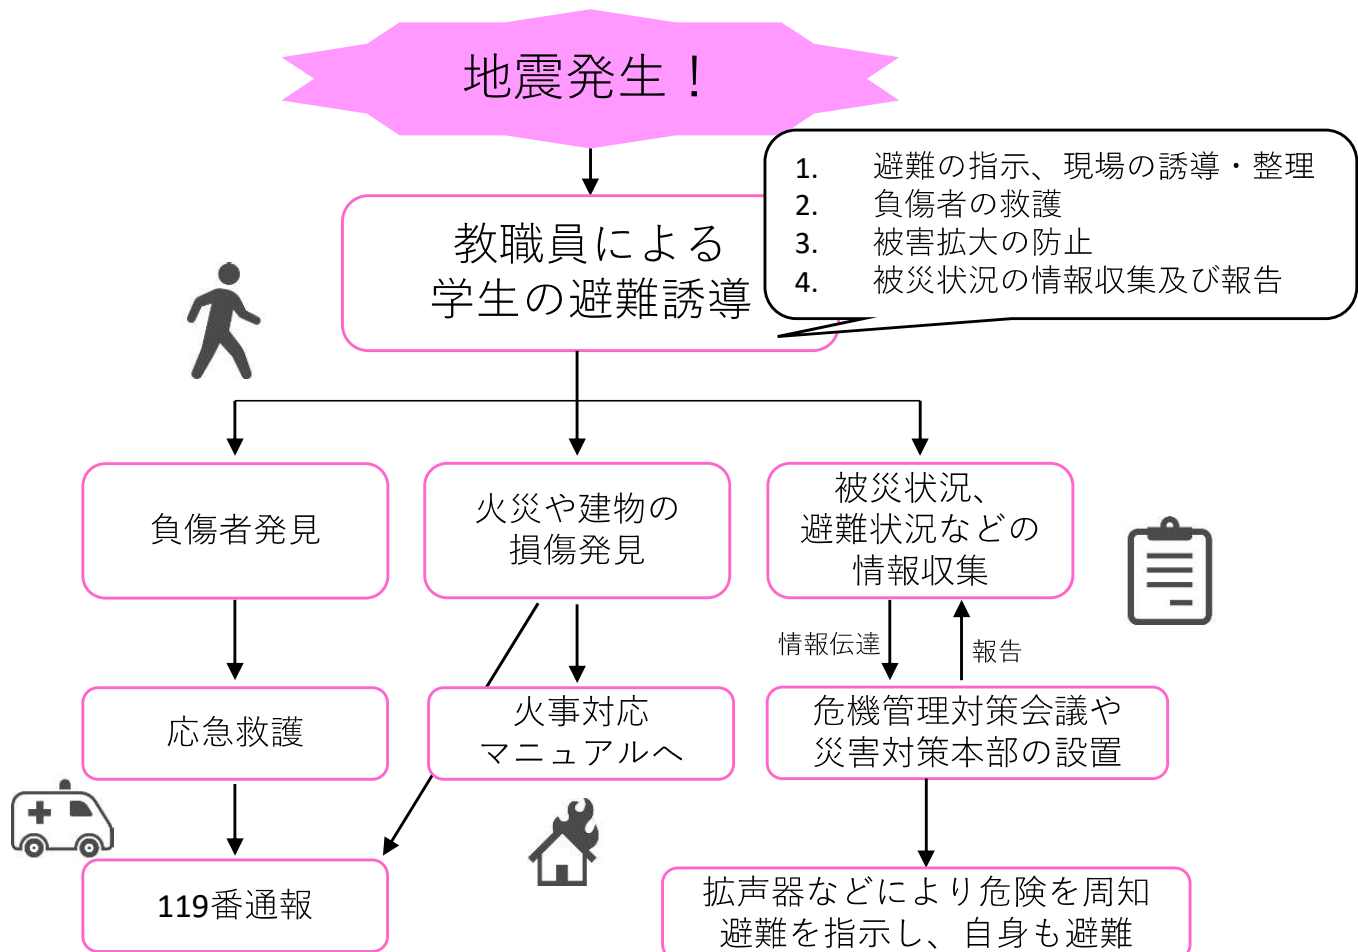 地震発生！
1. 避難の指示、現場の誘導・整理
2. 負傷者の救護
3. 被害拡大の防止
4. 被災状況の情報収集及び報告
教職員による
学生の避難誘導
負傷者発見
火災や建物の
損傷発見
被災状況、
避難状況などの
情報収集
情報伝達
報告
応急救護
火事対応
マニュアルへ
危機管理対策会議や
災害対策本部の設置
119番通報
拡声器などにより危険を周知
避難を指示し、自身も避難